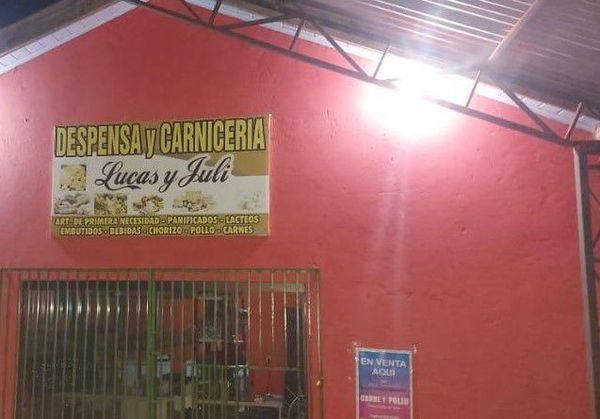 DESPENSA y CARNICERIA
Lucas y Juli
ART. DE PRIMERA NECESIDAD - PANIFICADOS - LACTEOS
EMBUTIDOS - BEBIDAS - CHORIZO - POLLO - CARNES
EN VENTA
AQUÍ
CARNE Y POLLO